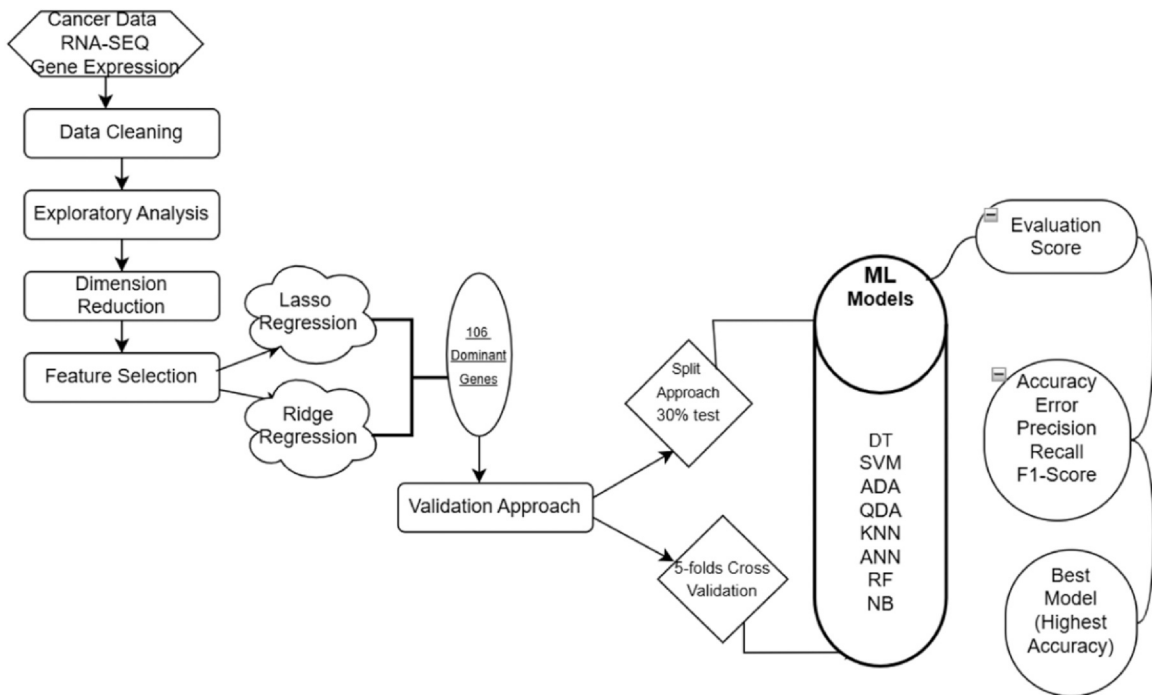 Cancer Data
RNA-SEQ
Gene Expression
Data Cleaning
Exploratory Analysis
Dimension
Reduction
Feature Selection
Lasso
Regression
Ridge
Regression
106
Dominant
Genes
Validation Approach
Split
Approach
30% test
5-folds Cross
Validation
ML
Models
DT
SVM
ADA
QDA
KNN
ANN
RF
NB
Evaluation
Score
Accuracy
Error
Precision
Recall
F1-Score
Best
Model
(Highest
Accuracy)